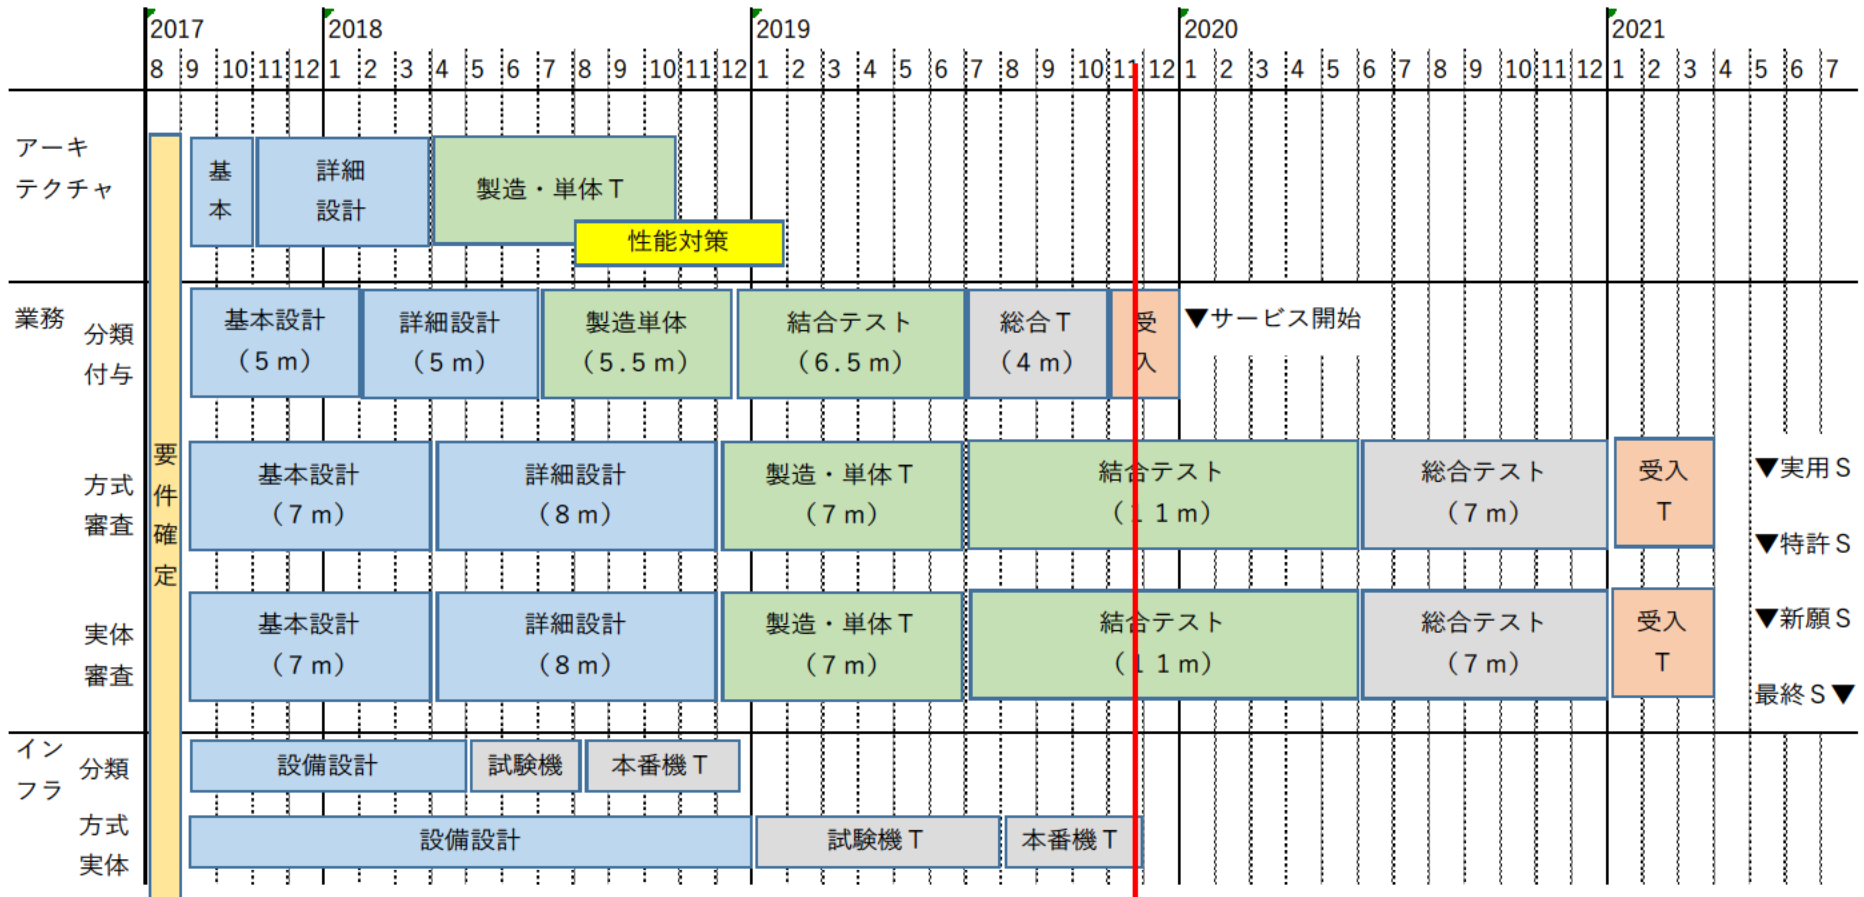 2017 2018 2019 2020 2021
8 9 10 11 12 1 2 3 4 5 6 7 8 9 10 11 12 1 2 3 4 5 6 7 8 9 10 11 12 1 2 3 4 5 6 7 8 9 10 11 12 1 2 3 4 5 6 7
要件確定
アーキ
テクチャ
基
本
詳細
設計
製造・単体T
性能対策
業務
分類
付与
基本設計
（5m）
詳細設計
（5m）
製造単体
（5.5m）
結合テスト
（6.5m）
総合T
（4m）
受
入
▼サービス開始
方式
審査
基本設計
（7m）
詳細設計
（8m）
製造・単体T
（7m）
結合テスト
（11m）
総合テスト
（7m）
受入
T
▼実用S
▼特許S
実体
審査
基本設計
（7m）
詳細設計
（8m）
製造・単体T
（7m）
結合テスト
（11m）
総合テスト
（7m）
受入
T
▼新願S
最終S▼
イン
フラ
分類
設備設計
試験機
本番機T
方式
実体
設備設計
試験機T
本番機T